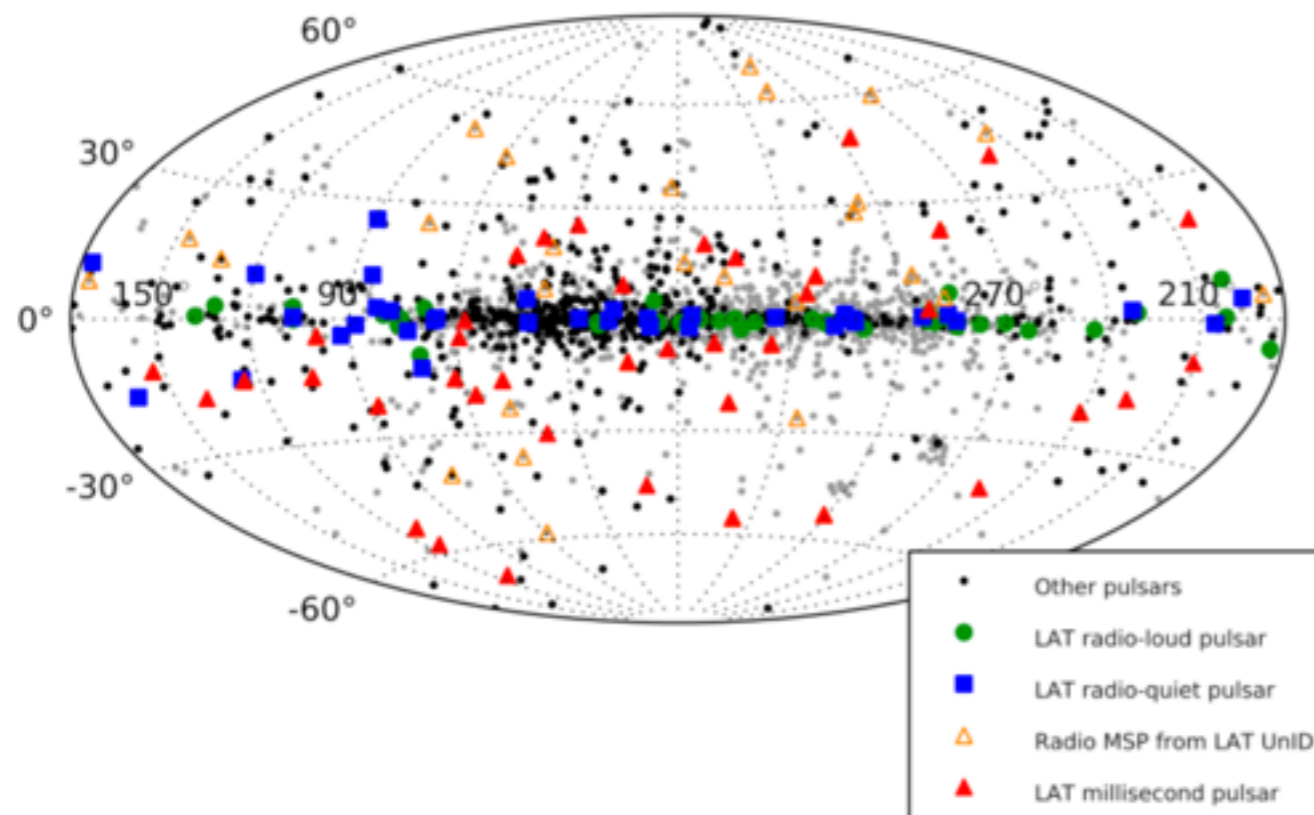 60°
30°
150° 90° 270° 210°
0°
-30°
-60°
Other pulsars
LAT radio-loud pulsar
LAT radio-quiet pulsar
Radio MSP from LAT UnID
LAT millisecond pulsar